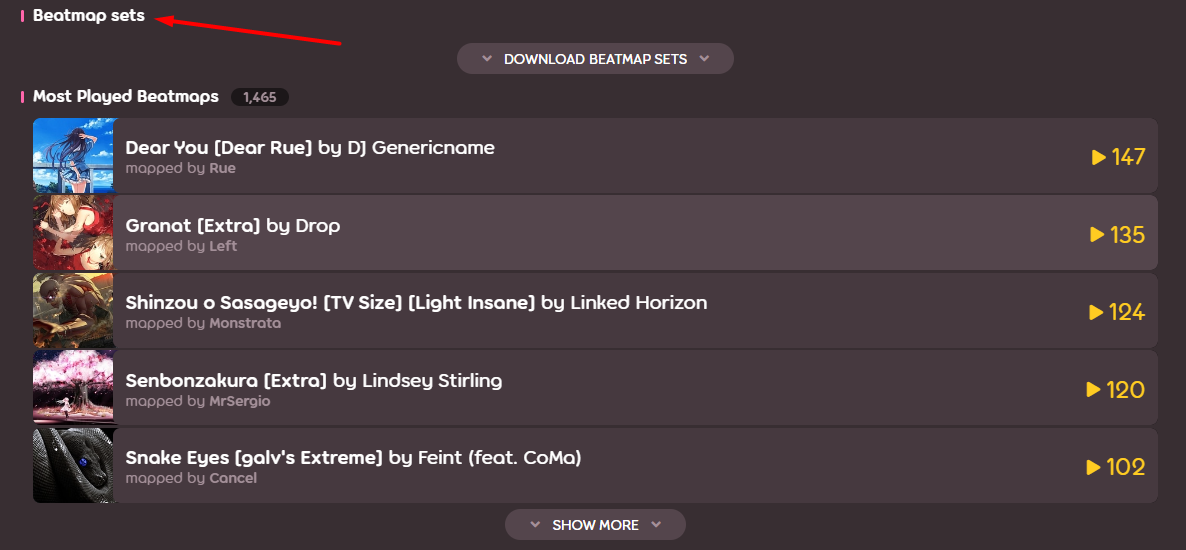 Beatmap sets
DOWNLOAD BEATMAP SETS
Most Played Beatmaps 1,465
Dear You [Dear Rue] by DJ Genericname
mapped by Rue
147
Granat [Extra] by Drop
mapped by Left
135
Shinzou o Sasageyo! [TV Size] [Light Insane] by Linked Horizon
mapped by Monstrata
124
Senbonzakura [Extra] by Lindsey Stirling
mapped by MrSergio
120
Snake Eyes [galv's Extreme] by Feint (feat. CoMa)
mapped by Cancel
102
SHOW MORE